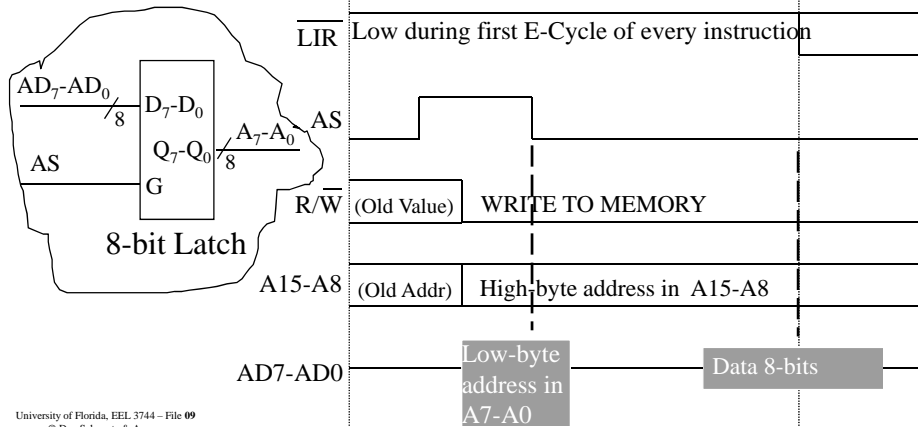 LIR
Low during first E-Cycle of every instruction
AD7-AD0
8
D7-D0
AS
A7-A0
Q7-Q0
8
AS
G
R/W
(Old Value)
WRITE TO MEMORY
8-bit Latch
A15-A8
(Old Addr)
High-byte address in A15-A8
AD7-AD0
Low-byte
address in
A7-A0
Data 8-bits
University of Florida, EEL 3744 – File 09